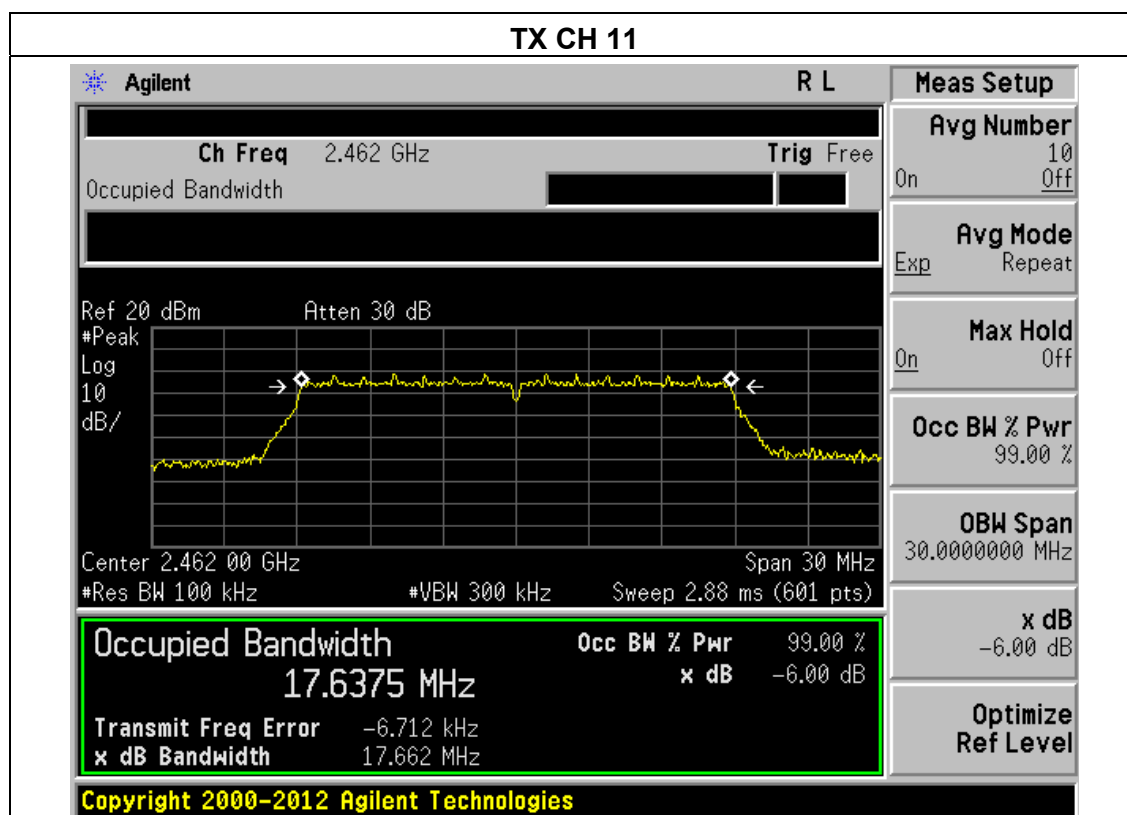 TX CH 11
Agilent R L
Ch Freq 2.462 GHz Trig Free
Occupied Bandwidth
Ref 20 dBm Atten 30 dB
#Peak
Log
10
dB/
Center 2.462 00 GHz Span 30 MHz
#Res BW 100 kHz #VBW 300 kHz Sweep 2.88 ms (601 pts)
Occupied Bandwidth Occ BW % Pwr 99.00 %
17.6375 MHz x dB -6.00 dB
Transmit Freq Error -6.712 kHz
x dB Bandwidth 17.662 MHz
Copyright 2000-2012 Agilent Technologies
Meas Setup
Avg Number
10
On Off
Avg Mode
Exp Repeat
Max Hold
On Off
Occ BW % Pwr
99.00 %
OBW Span
30.0000000 MHz
x dB
-6.00 dB
Optimize
Ref Level